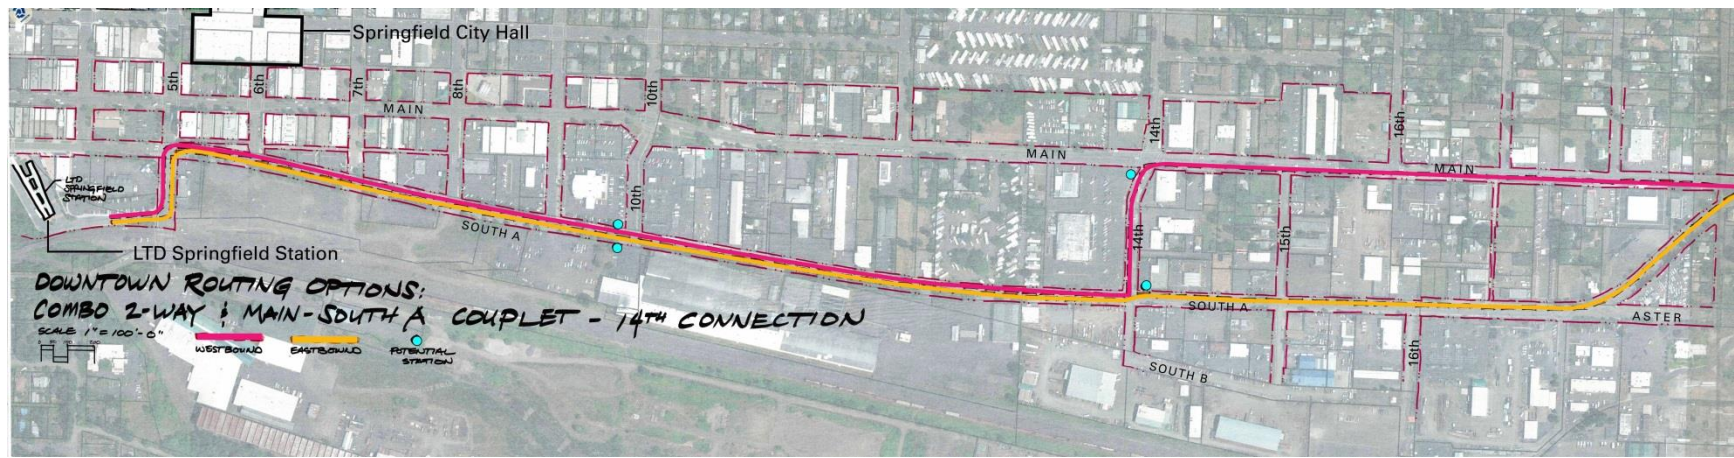 Springfield City Hall
5th
6th
7th
8th
10th
MAIN
14th
16th
MAIN
MAIN
LTD
SPRINGFIELD
STATION
10th
SOUTH A
14th
15th
LTD Springfield Station
DOWNTOWN ROUTING OPTIONS:
COMBO 2-WAY & MAIN-SOUTH A COUPLET - 14TH CONNECTION
SCALE 1" = 100'-0"
WESTBOUND
EASTBOUND
POTENTIAL
STATION
SOUTH A
ASTER
16th
SOUTH B